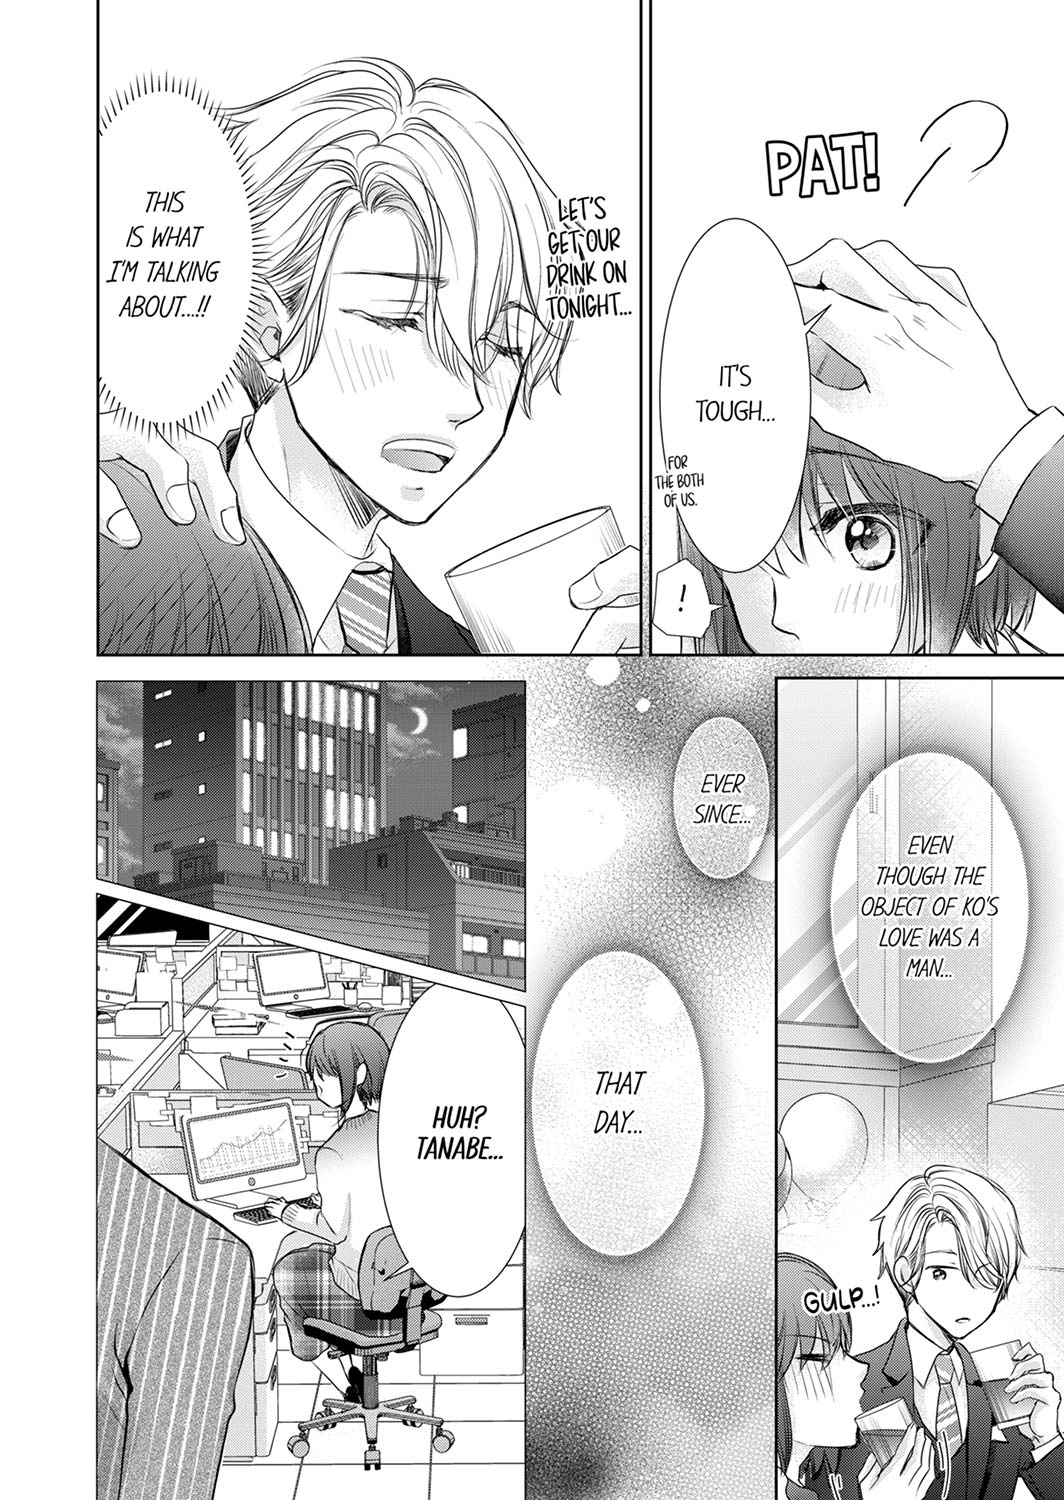 PAT!
IT'S
TOUGH...
FOR
THE BOTH
OF US.
!
LET'S
GET OUR
DRINK ON
TONIGHT...
THIS
IS WHAT
I'M TALKING
ABOUT...!!
EVEN
THOUGH THE
OBJECT OF KO'S
LOVE WAS A
MAN...
GULP...!
EVER
SINCE...
THAT
DAY...
HUH?
TANABE...